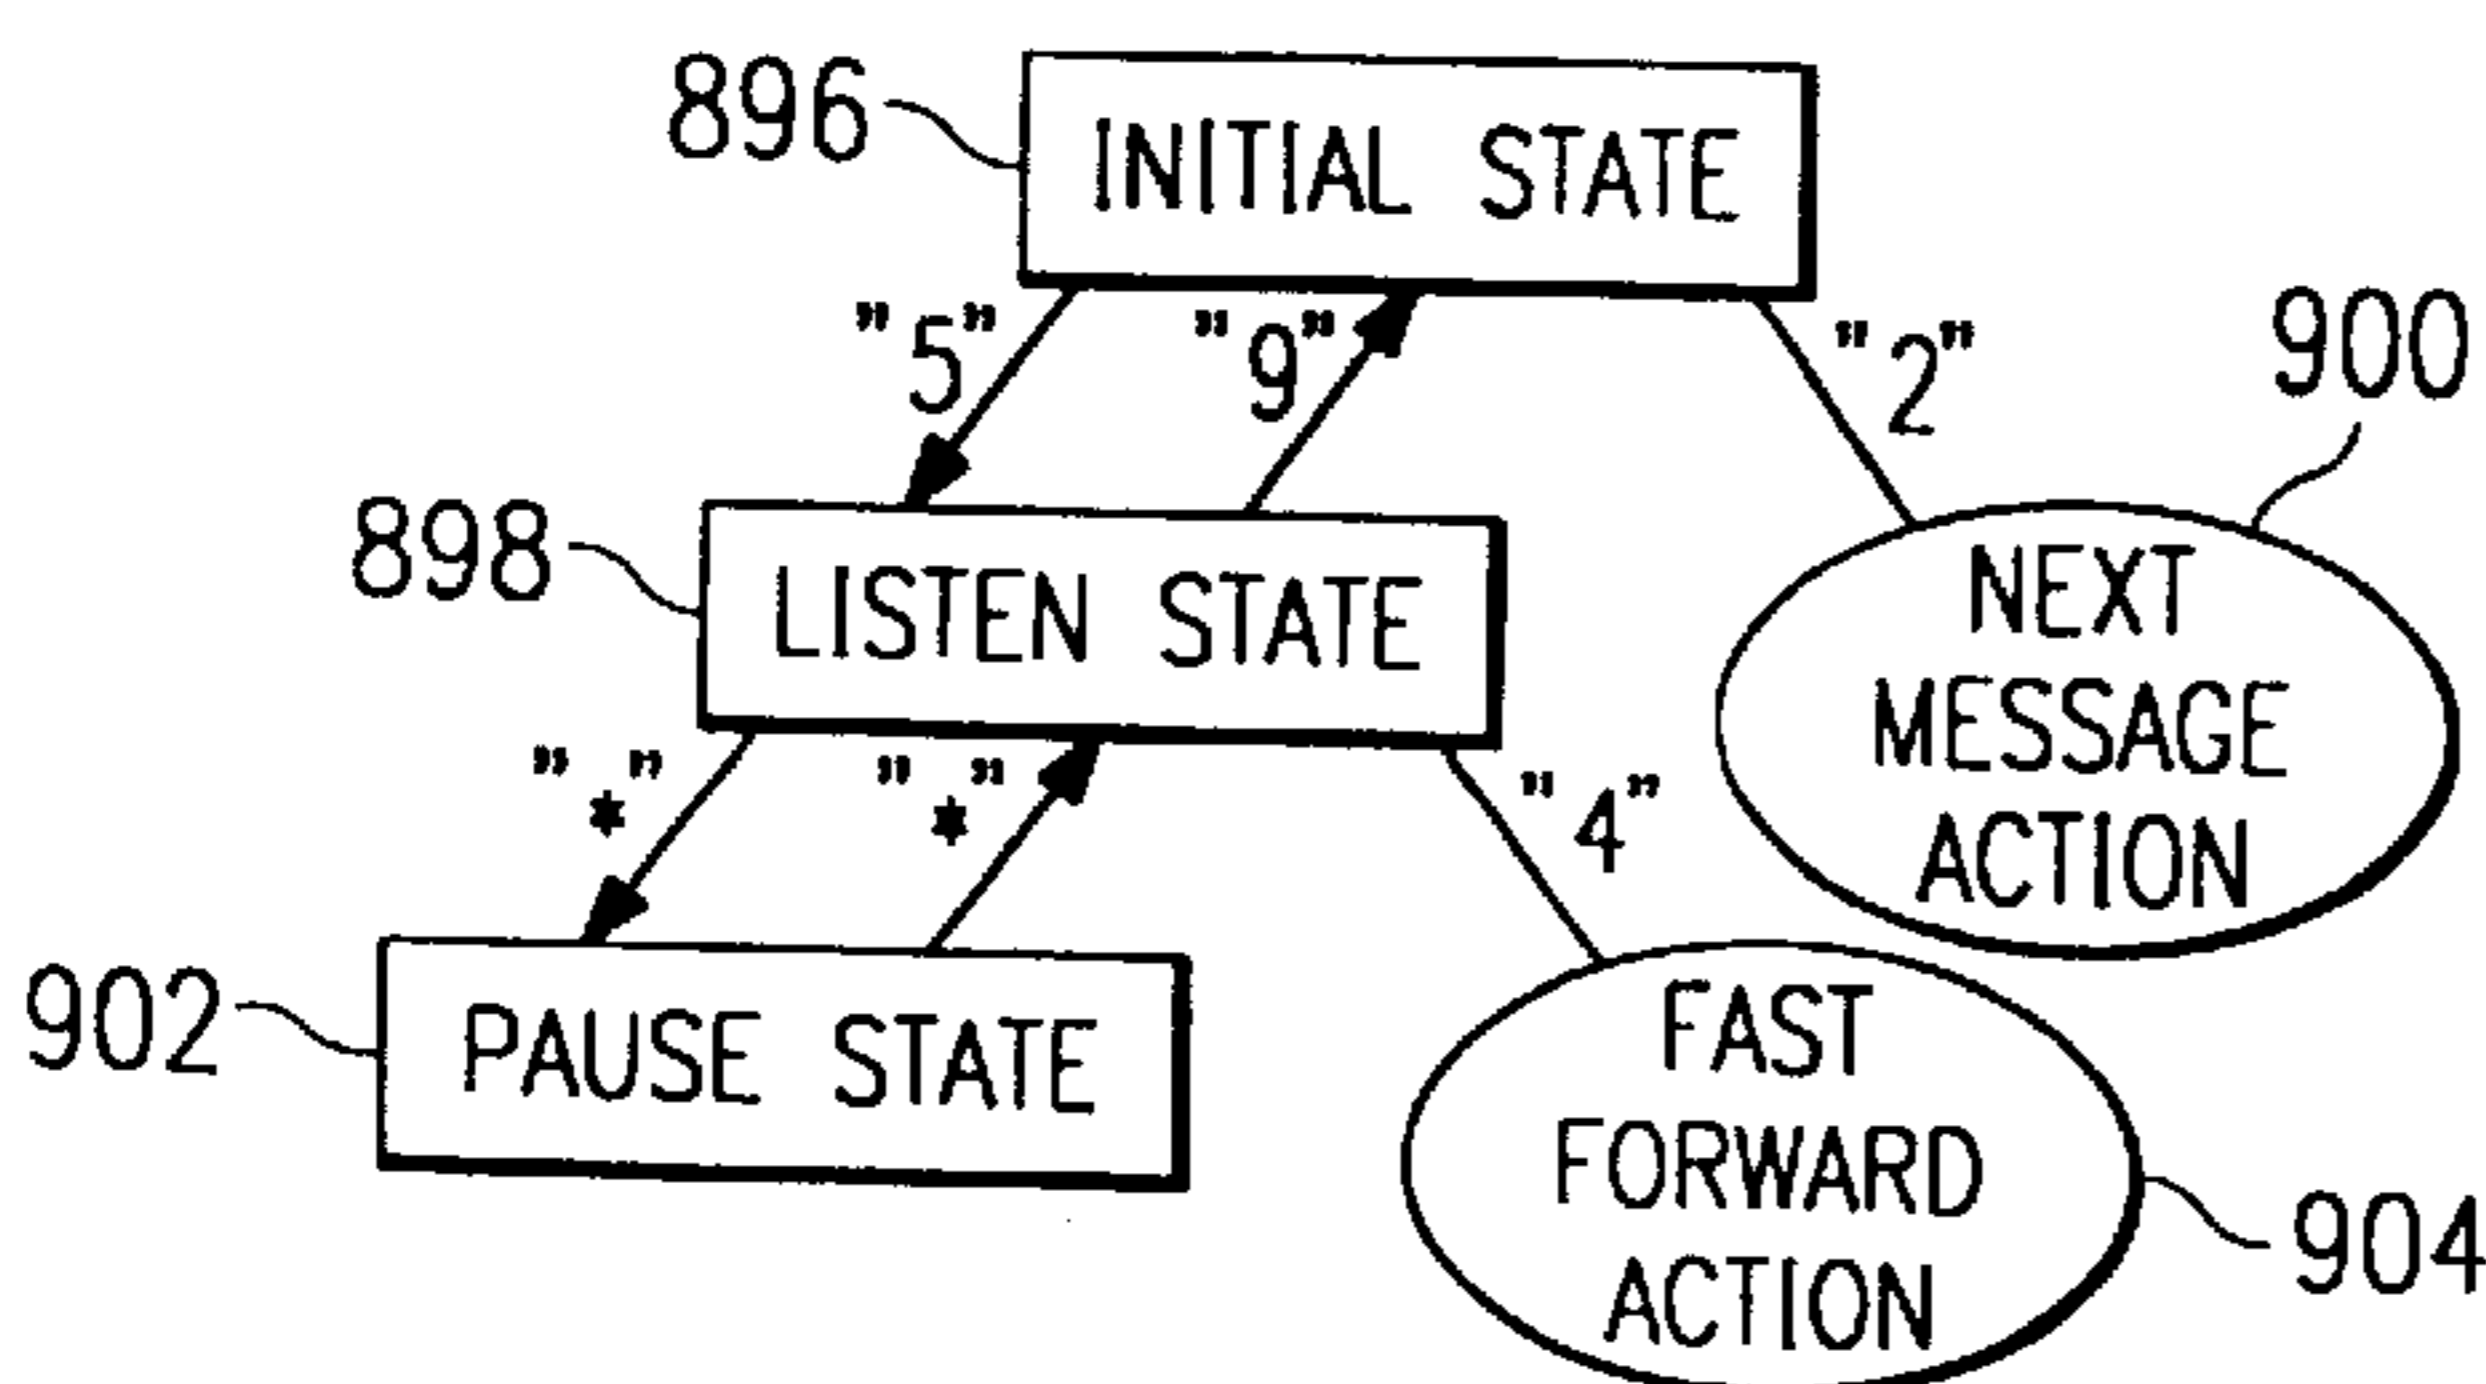 896
INITIAL STATE
"5"
"9"
"2"
900
898
LISTEN STATE
NEXT
MESSAGE
ACTION
"*"
"*"
"4"
902
PAUSE STATE
FAST
FORWARD
ACTION
904